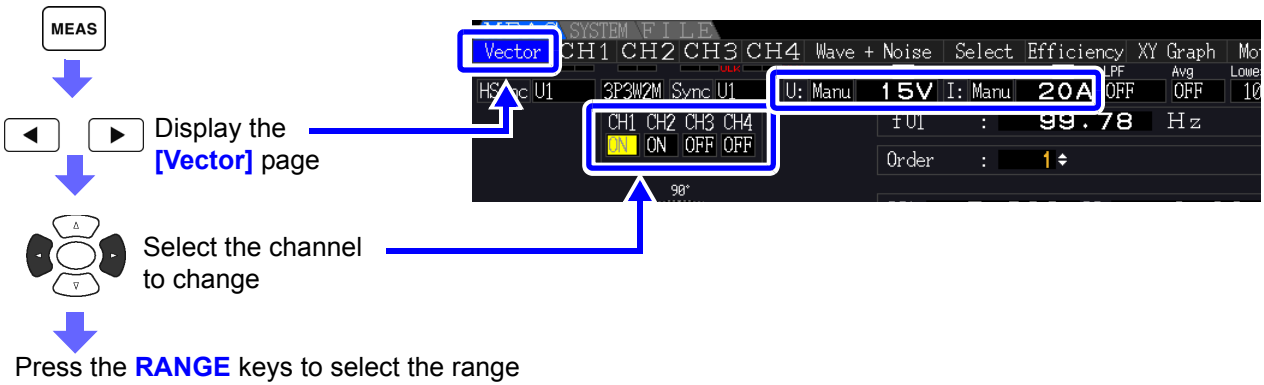 MEAS
Display the
[Vector] page
Select the channel
to change
Press the RANGE keys to select the range
MEAS SYSTEM FILE
Vector CH1 CH2 CH3 CH4 Wave + Noise Select Efficiency XY Graph
LPF Avg
U1 3P3W2M Sync U1 U: Manu 15V I: Manu 20A OFF OFF 10
CH1 CH2 CH3 CH4
ON ON OFF OFF
fU1 : 99.78 Hz
Order : 1
90°